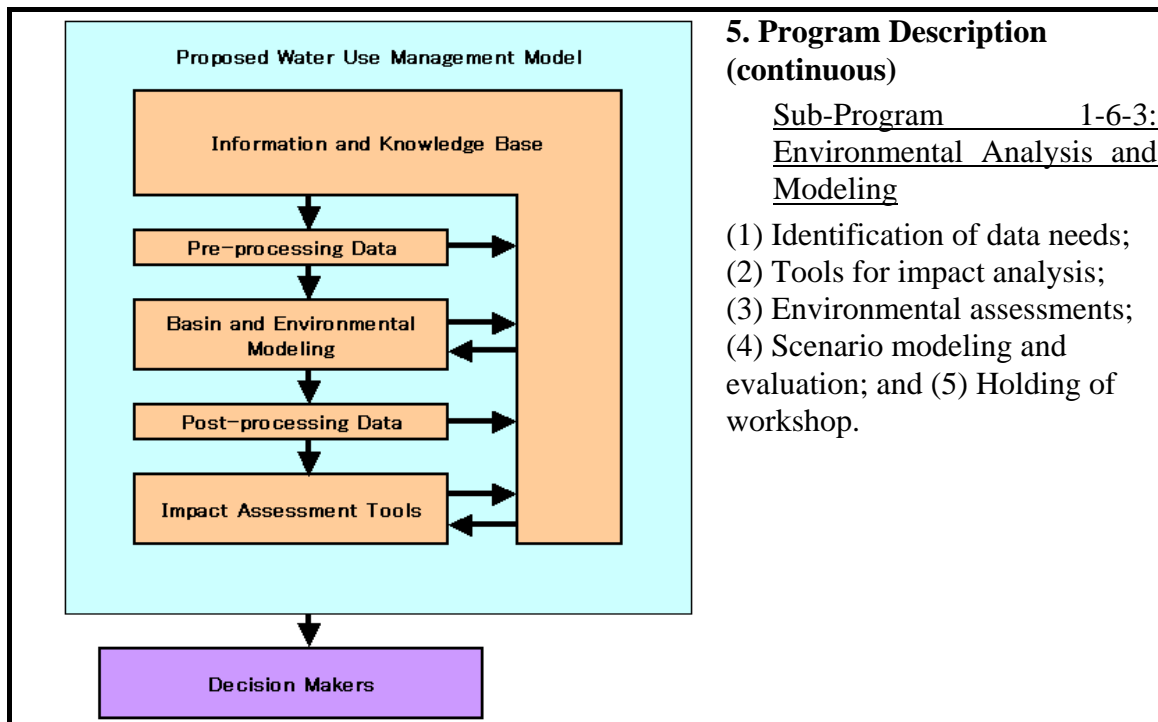 Proposed Water Use Management Model
Information and Knowledge Base
Pre-processing Data
Basin and Environmental
Modeling
Post-processing Data
Impact Assessment Tools
Decision Makers
5. Program Description
(continuous)
Sub-Program 1-6-3:
Environmental Analysis and
Modeling
(1) Identification of data needs;
(2) Tools for impact analysis;
(3) Environmental assessments;
(4) Scenario modeling and
evaluation; and (5) Holding of
workshop.